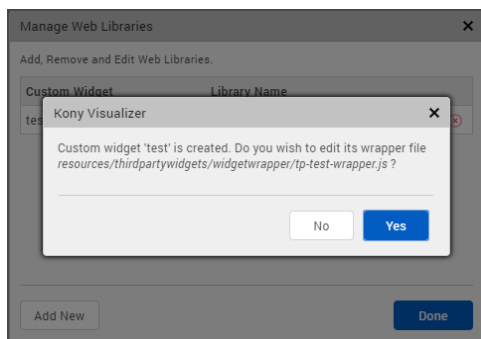 Manage Web Libraries
Add, Remove and Edit Web Libraries.
Custom Widget Library Name
tes
Kony Visualizer
Custom widget 'test' is created. Do you wish to edit its wrapper file
resources/thirdpartywidgets/widgetwrapper/tp-test-wrapper.js ?
No Yes
Add New Done